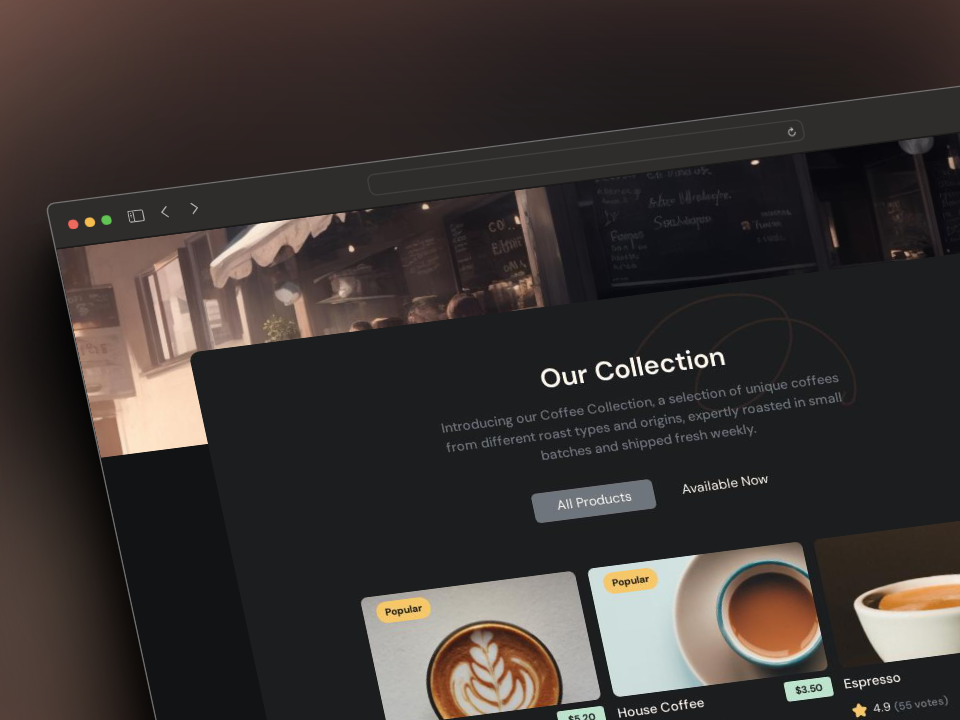 Our Collection
Introducing our Coffee Collection, a selection of unique coffees
from different roast types and origins, expertly roasted in small
batches and shipped fresh weekly.
All Products
Available Now
Popular
Popular
$5.20
House Coffee
$3.50
Espresso
4.9 (55 votes)